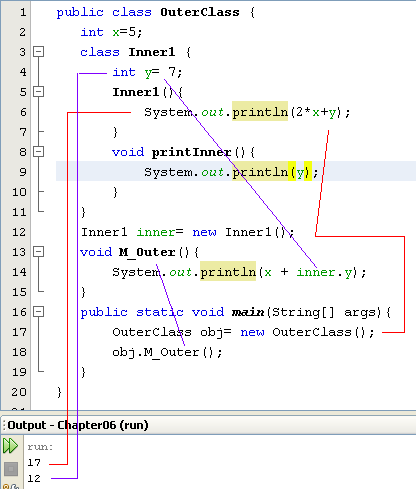 1 public class OuterClass {
2 int x=5;
3 class Inner1 {
4 int y= 7;
5 Inner1(){
6 System.out.println(2*x+y);
7 }
8 void printInner(){
9 System.out.println(y);
10 }
11 }
12 Inner1 inner= new Inner1();
13 void M_Outer(){
14 System.out.println(x + inner.y);
15 }
16 public static void main(String[] args){
17 OuterClass obj= new OuterClass();
18 obj.M_Outer();
19 }
20 }
Output - Chapter06 (run)
run:
17
12